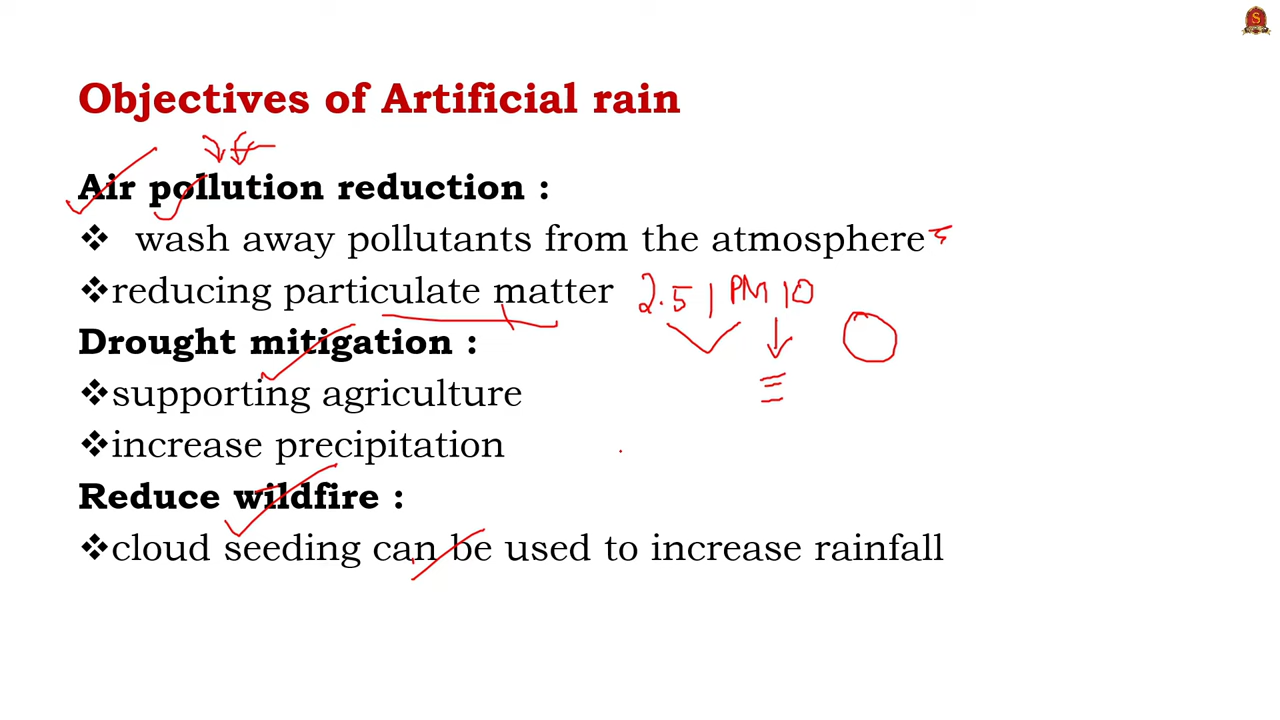 Objectives of Artificial rain
Air pollution reduction :
❖ wash away pollutants from the atmosphere
❖reducing particulate matter 2.5 | PM 10
Drought mitigation :
❖supporting agriculture
❖increase precipitation
Reduce wildfire :
❖cloud seeding can be used to increase rainfall
S